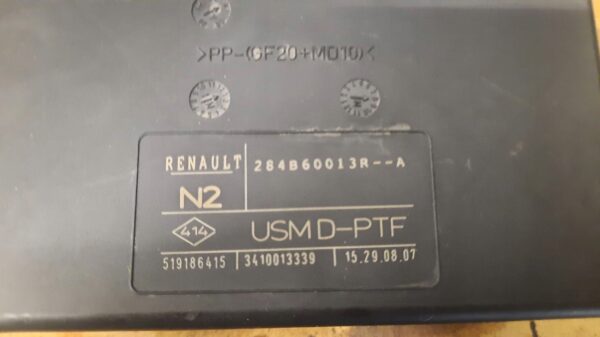 >PP-(GF20+MD10)<
RENAULT 284B60013R--A
N2
414 USM D-PTF
519186415 3410013339 15.29.08.07